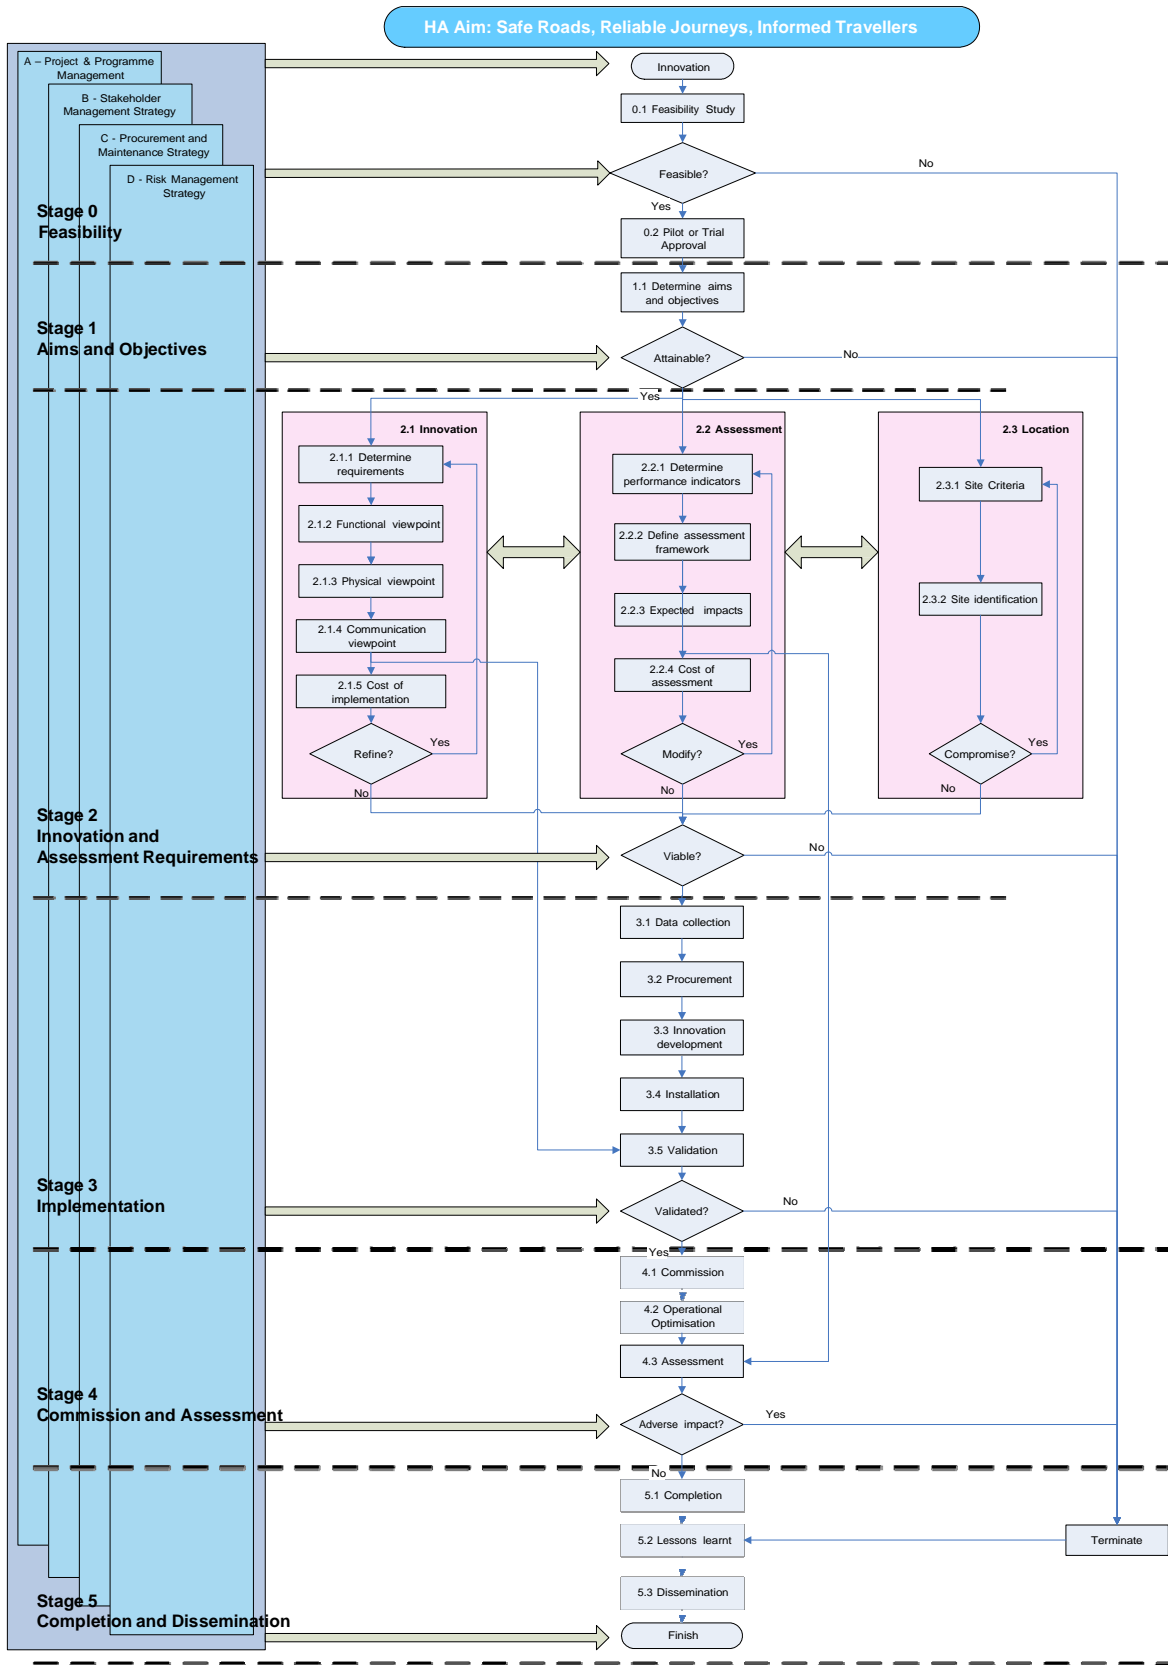 HA Aim: Safe Roads, Reliable Journeys, Informed Travellers
A – Project & Programme
Management
B - Stakeholder
Management Strategy
C - Procurement and
Maintenance Strategy
D - Risk Management
Strategy
Innovation
0.1 Feasibility Study
Feasible?
No
Yes
0.2 Pilot or Trial
Approval
Stage 0
Feasibility
1.1 Determine aims
and objectives
Attainable?
No
Yes
Stage 1
Aims and Objectives
2.1 Innovation
2.1.1 Determine
requirements
2.1.2 Functional viewpoint
2.1.3 Physical viewpoint
2.1.4 Communication
viewpoint
2.1.5 Cost of
implementation
Refine?
Yes
No
2.2 Assessment
2.2.1 Determine
performance indicators
2.2.2 Define assessment
framework
2.2.3 Expected impacts
2.2.4 Cost of
assessment
Modify?
Yes
No
2.3 Location
2.3.1 Site Criteria
2.3.2 Site identification
Compromise?
Yes
No
Stage 2
Innovation and
Assessment Requirements
Viable?
No
3.1 Data collection
3.2 Procurement
3.3 Innovation
development
3.4 Installation
3.5 Validation
Stage 3
Implementation
Validated?
No
Yes
4.1 Commission
4.2 Operational
Optimisation
4.3 Assessment
Stage 4
Commission and Assessment
Adverse impact?
Yes
No
5.1 Completion
5.2 Lessons learnt
Terminate
5.3 Dissemination
Stage 5
Completion and Dissemination
Finish